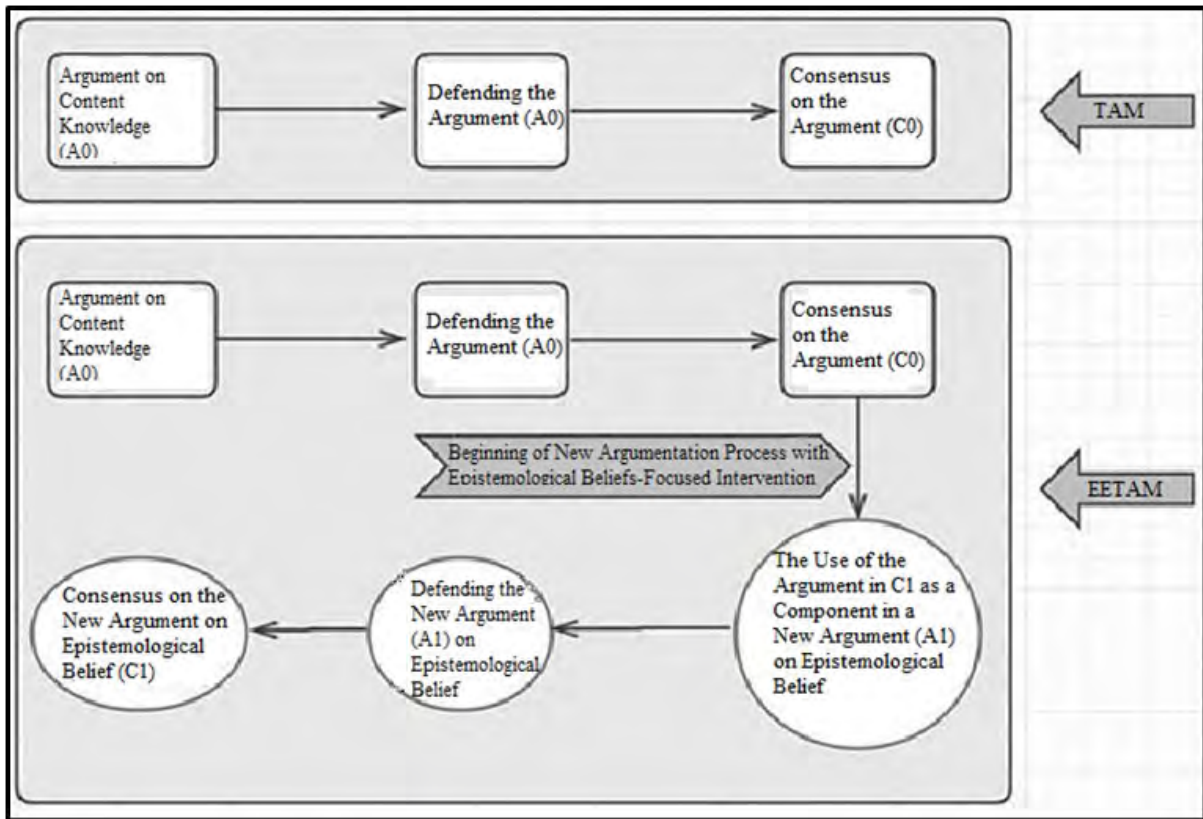 Argument on
Content
Knowledge
(A0)
Defending the
Argument (A0)
Consensus
on the
Argument (C0)
TAM
Argument on
Content
Knowledge
(A0)
Defending the
Argument (A0)
Consensus
on the
Argument (C0)
Beginning of New Argumentation Process with
Epistemological Beliefs-Focused Intervention
EETAM
Consensus on the
New Argument on
Epistemological
Belief (C1)
Defending the
New Argument
(A1) on
Epistemological
Belief
The Use of the
Argument in C1 as a
Component in a
New Argument (A1)
on Epistemological
Belief